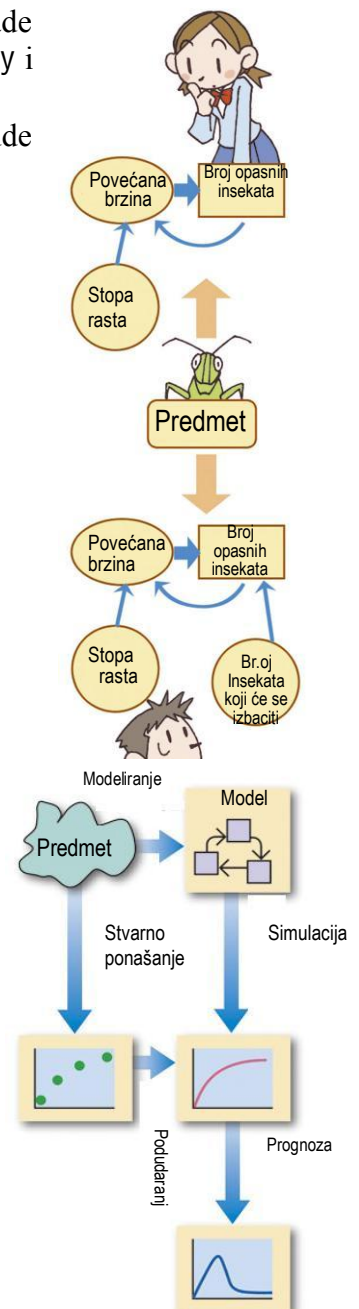 de
y i
de
Povećana
brzina
Broj opasnih
insekata
Stopa
rasta
Predmet
Povećana
brzina
Broj
opasnih
insekata
Stopa
rasta
Br.oj
Insekata
koji će se
izbaciti
Modeliranje
Model
Predmet
Stvarno
ponašanje
Simulacija
Podudaranj
Prognoza